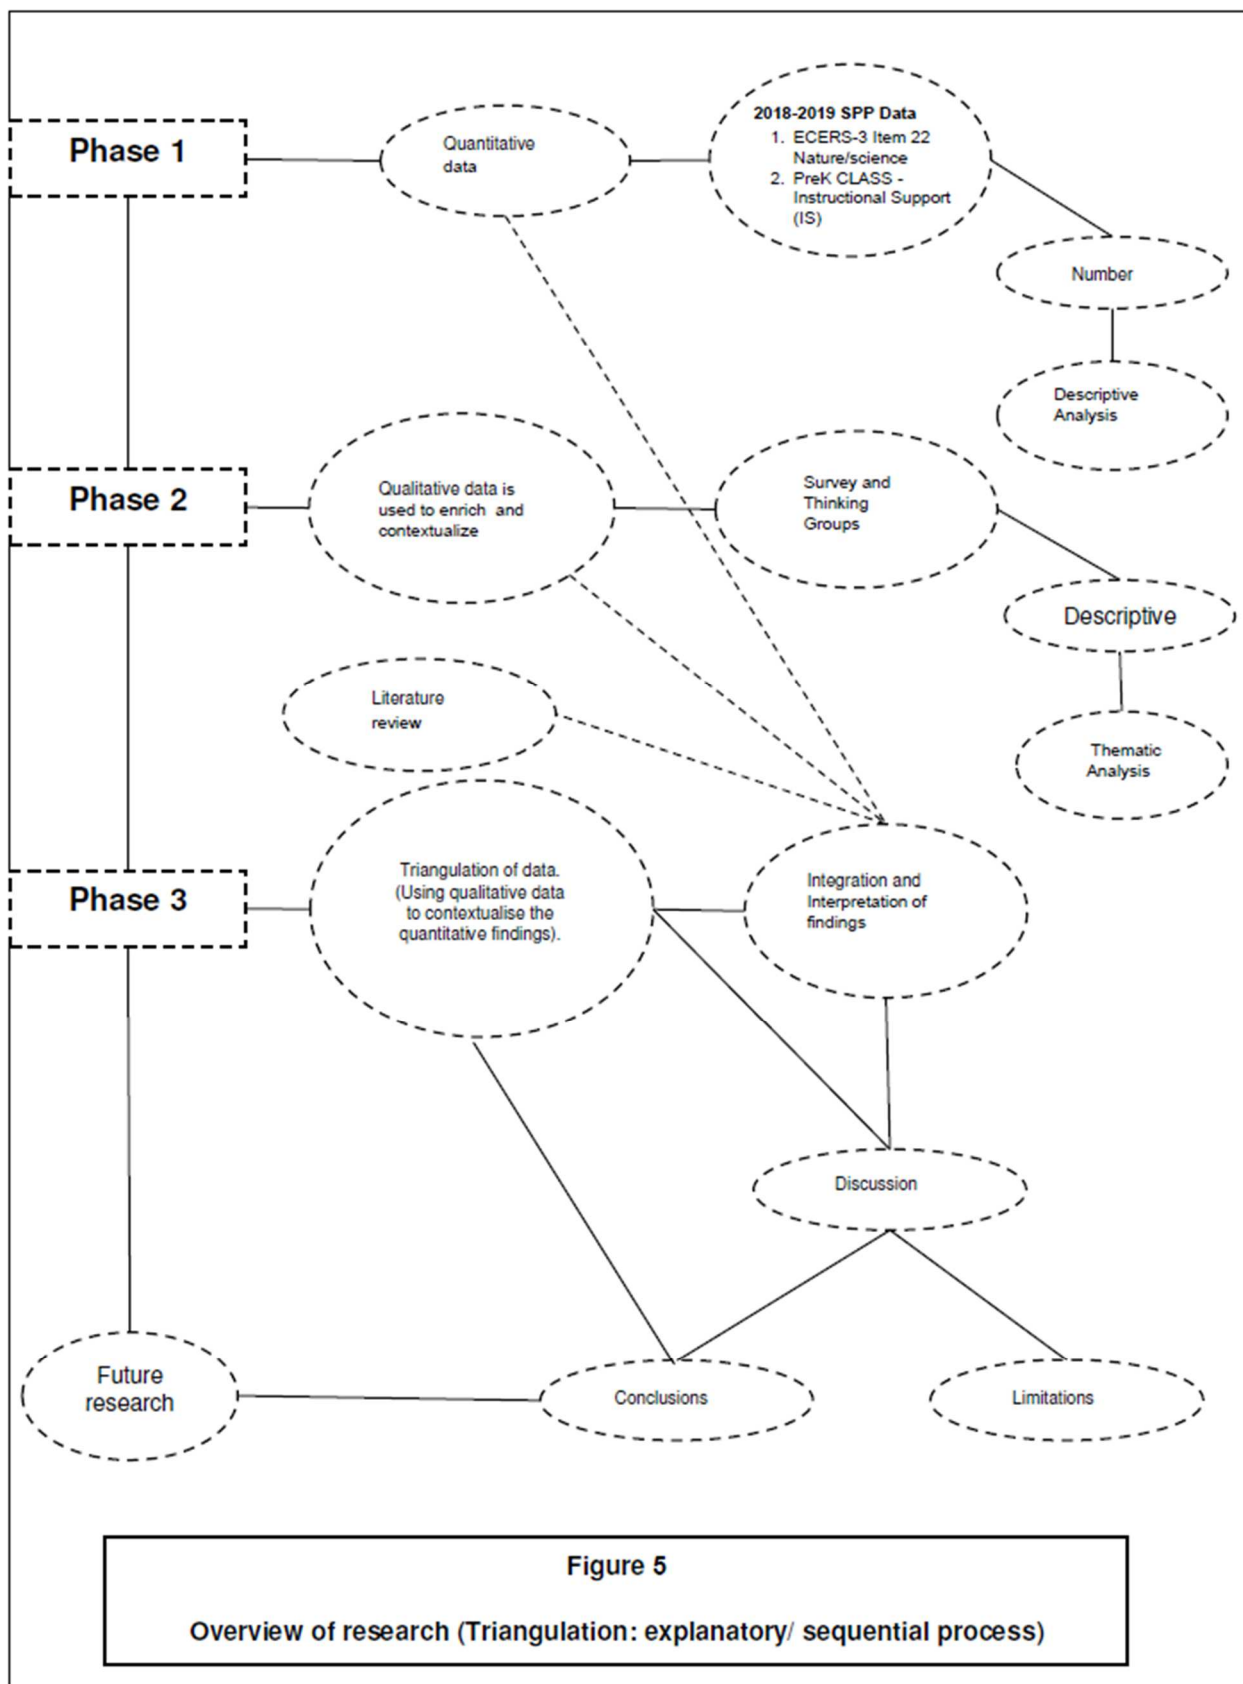 Phase 1
Quantitative
data
2018-2019 SPP Data
1. ECERS-3 Item 22
Nature/science
2. PreK CLASS -
Instructional Support
(IS)
Number
Descriptive
Analysis
Phase 2
Qualitative data is
used to enrich and
contextualize
Survey and
Thinking
Groups
Descriptive
Thematic
Analysis
Literature
review
Phase 3
Triangulation of data.
(Using qualitative data
to contextualise the
quantitative findings).
Integration and
Interpretation of
findings
Discussion
Future
research
Conclusions
Limitations
Figure 5
Overview of research (Triangulation: explanatory/ sequential process)